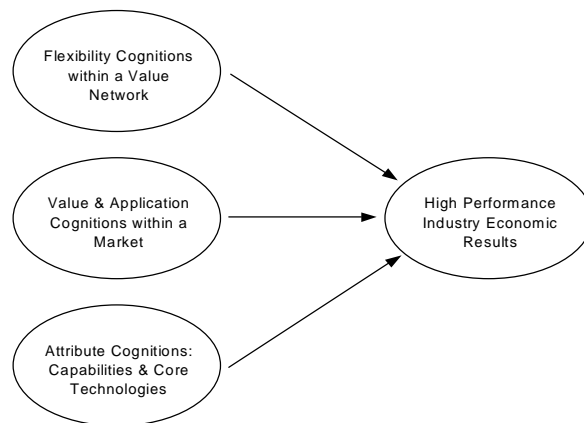 Flexibility Cognitions
within a Value
Network
Value & Application
Cognitions within a
Market
High Performance
Industry Economic
Results
Attribute Cognitions:
Capabilities & Core
Technologies